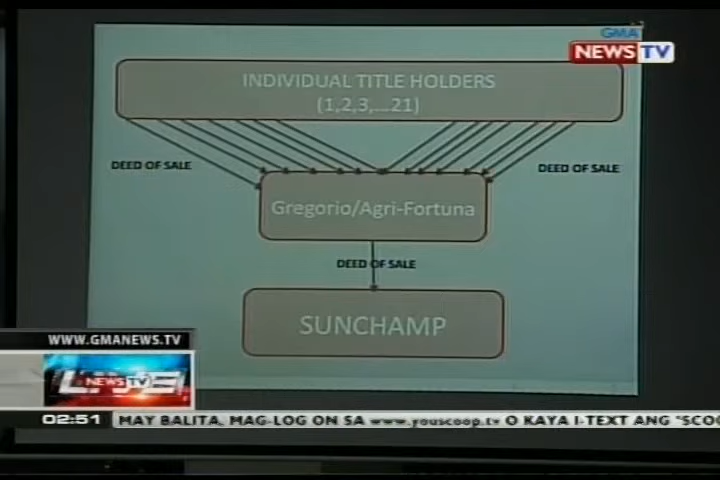 GMA
NEWS TV
INDIVIDUAL TITLE HOLDERS
(1,2,3,...21)
DEED OF SALE
DEED OF SALE
Gregorio/Agri-Fortuna
DEED OF SALE
SUNCHAMP
WWW.GMANEWS.TV
NEWS TV
LIVE!
02:51
MAY BALITA, MAG-LOG ON SA www.youscoop.tv O KAYA I-TEXT ANG "SCOO